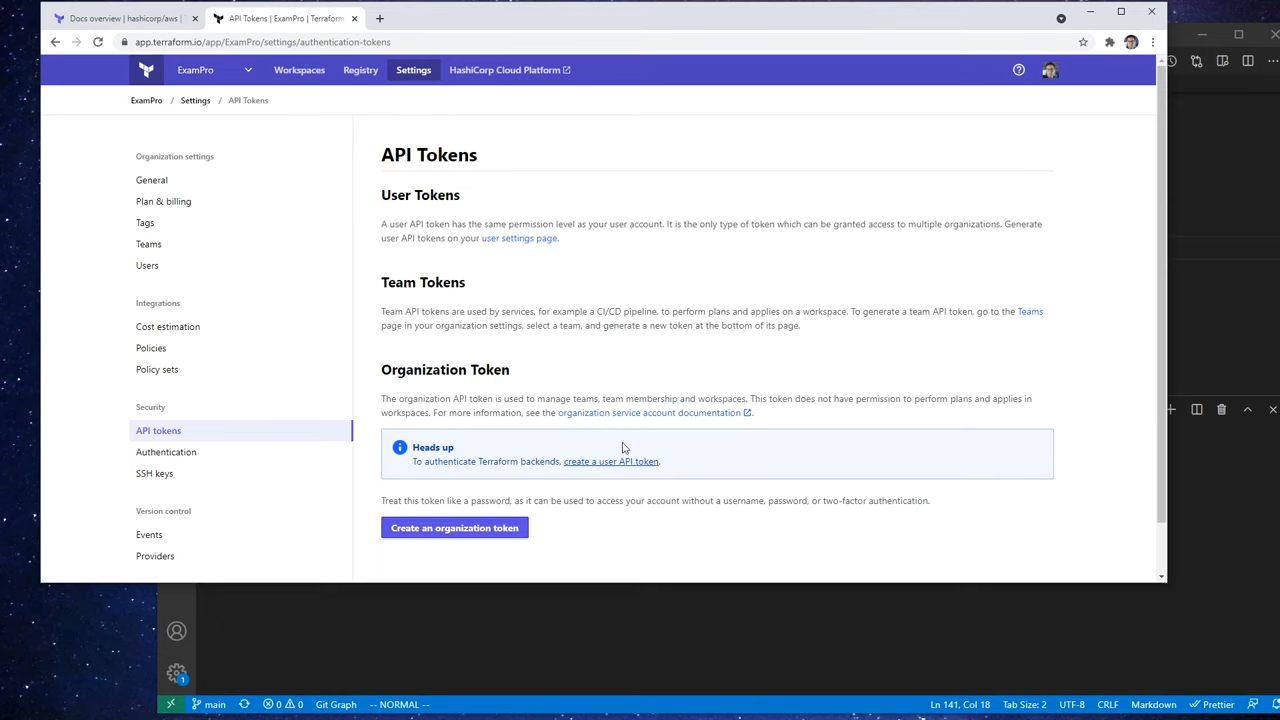 Docs overview | hashicorp/aws |
API Tokens | ExamPro | Terraform
app.terraform.io/app/ExamPro/settings/authentication-tokens
ExamPro
Workspaces
Registry
Settings
HashiCorp Cloud Platform
ExamPro / Settings / API Tokens
Organization settings
General
Plan & billing
Tags
Teams
Users
Integrations
Cost estimation
Policies
Policy sets
Security
API tokens
Authentication
SSH keys
Version control
Events
Providers
API Tokens
User Tokens
A user API token has the same permission level as your user account. It is the only type of token which can be granted access to multiple organizations. Generate
user API tokens on your user settings page.
Team Tokens
Team API tokens are used by services, for example a CI/CD pipeline, to perform plans and applies on a workspace. To generate a team API token, go to the Teams
page in your organization settings, select a team, and generate a new token at the bottom of its page.
Organization Token
The organization API token is used to manage teams, team membership and workspaces. This token does not have permission to perform plans and applies in
workspaces. For more information, see the organization service account documentation.
Heads up
To authenticate Terraform backends, create a user API token.
Treat this token like a password, as it can be used to access your account without a username, password, or two-factor authentication.
Create an organization token
1
main
0
0
Git Graph
-- NORMAL --
Ln 141, Col 18
Tab Size: 2
UTF-8
CRLF
Markdown
Prettier